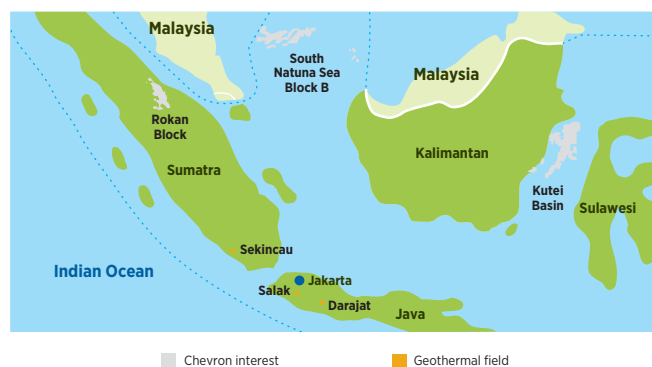 Malaysia
South
Natuna Sea
Block B
Malaysia
Rokan
Block
Kalimantan
Sumatra
Kutei
Basin
Sulawesi
Sekincau
Indian Ocean
Jakarta
Salak
Darajat
Java
Chevron interest
Geothermal field